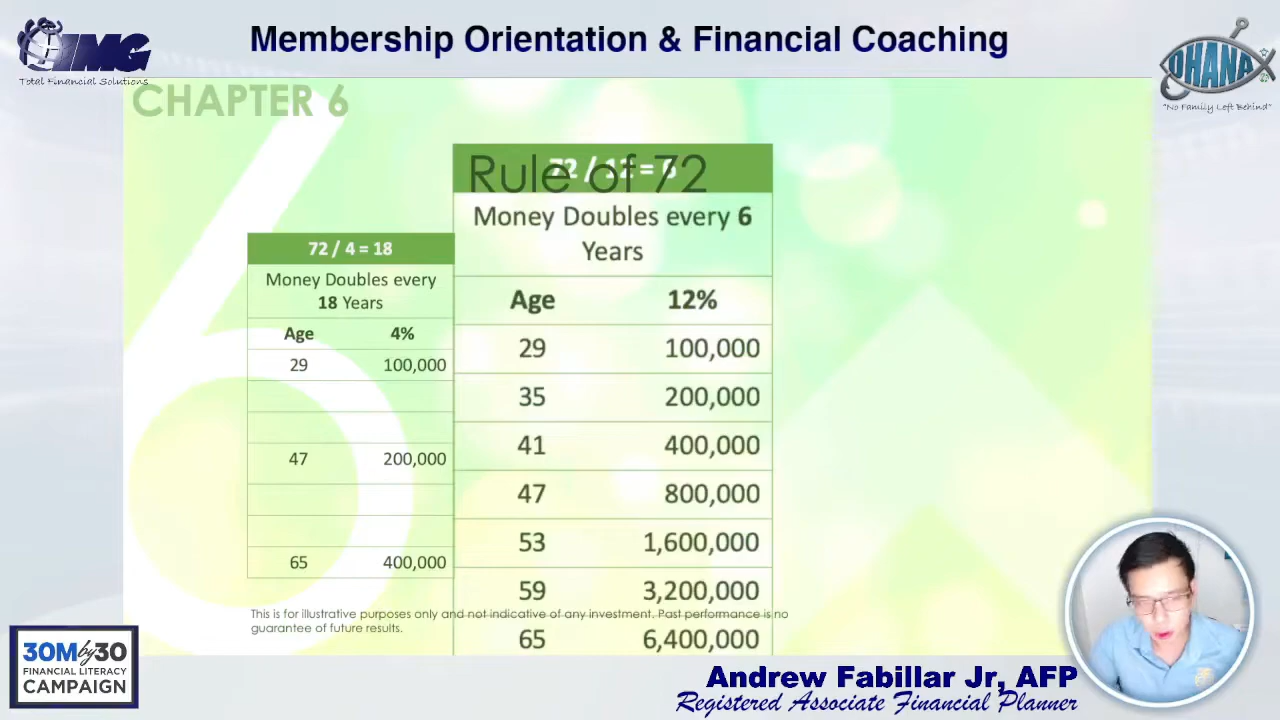 IMG
Total Financial Solutions
Membership Orientation & Financial Coaching
OHANA
"No Family Left Behind"
CHAPTER 6
Rule of 72
72 / 4 = 18
Money Doubles every
18 Years
Age 4%
29 100,000
47 200,000
65 400,000
72 / 12 = 6
Money Doubles every 6
Years
Age 12%
29 100,000
35 200,000
41 400,000
47 800,000
53 1,600,000
59 3,200,000
65 6,400,000
This is for illustrative purposes only and not indicative of any investment. Past performance is no
guarantee of future results.
30M by 30
FINANCIAL LITERACY
CAMPAIGN
Andrew Fabillar Jr, AFP
Registered Associate Financial Planner